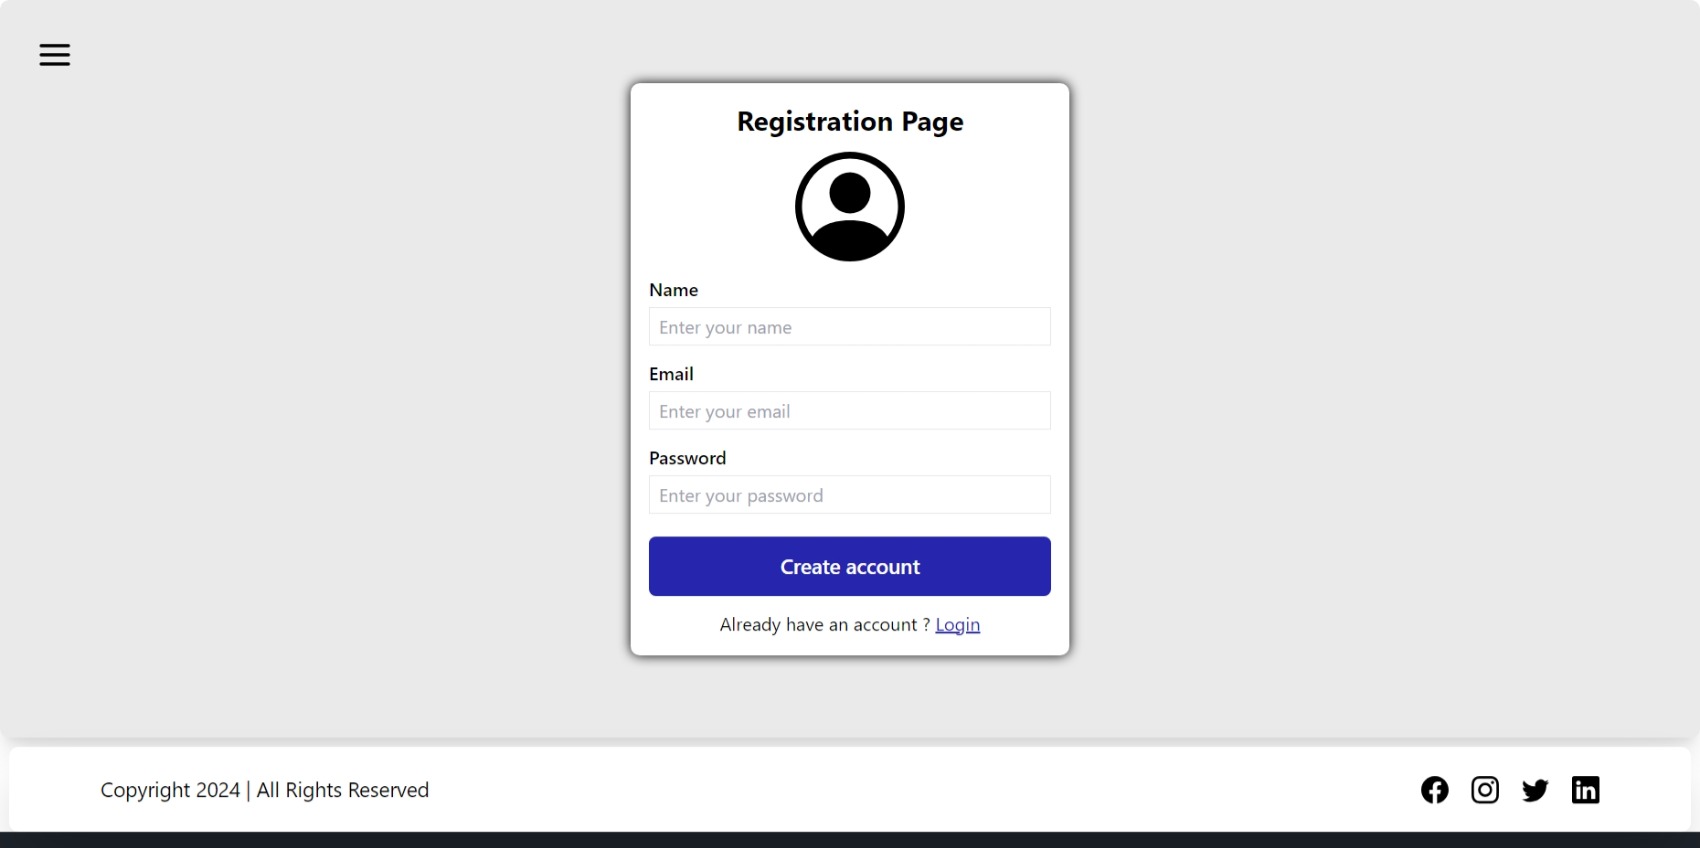 Registration Page
Name
Enter your name
Email
Enter your email
Password
Enter your password
Create account
Already have an account ? Login
Copyright 2024 | All Rights Reserved